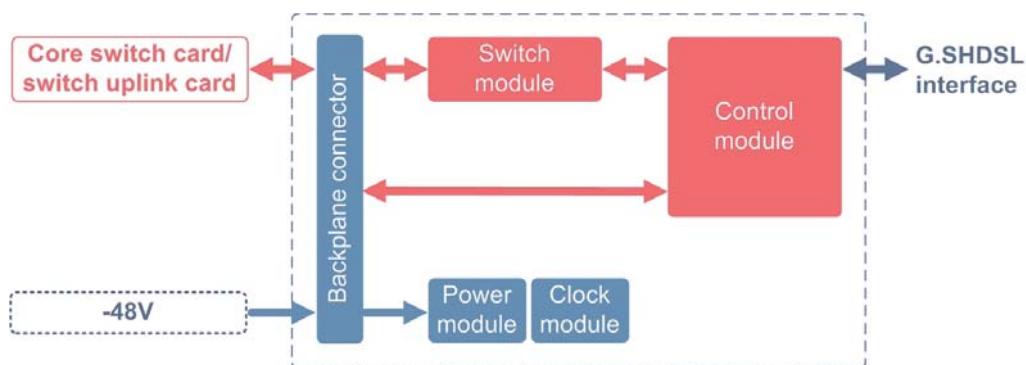 Core switch card/
switch uplink card
Backplane connector
Switch
module
Control
module
G.SHDSL
interface
-48V
Power
module
Clock
module